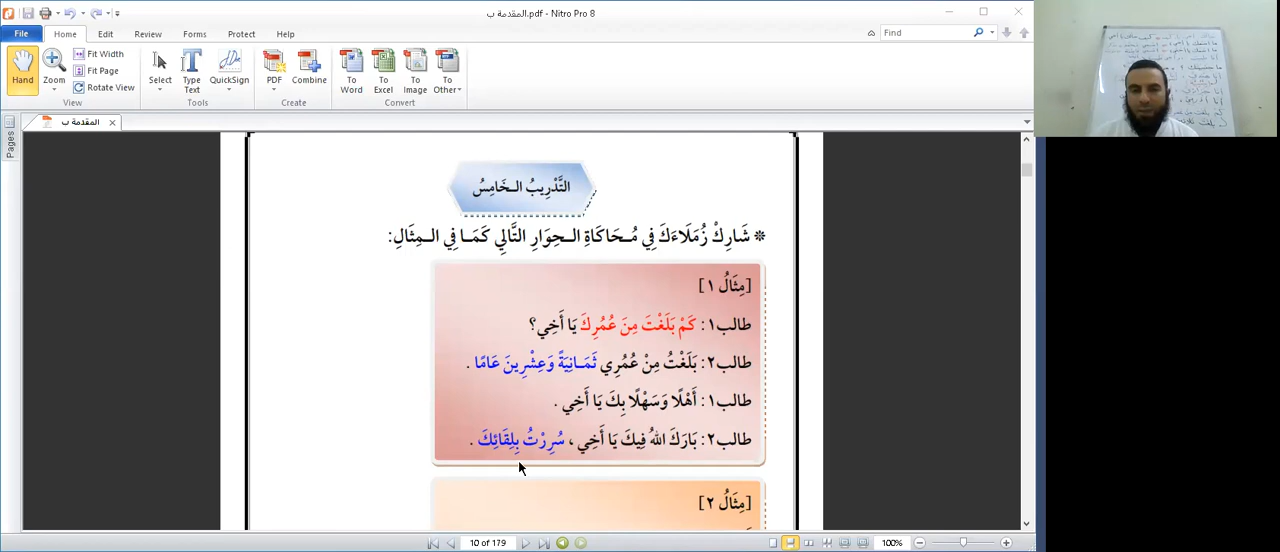 المقدمة ب.pdf - Nitro Pro 8
File Home Edit Review Forms Protect Help Find
Hand Zoom Fit Width Fit Page Rotate View Select Type Text QuickSign PDF Combine To Word To Excel To Image To Other
View Tools Create Convert
المقدمة ب
Pages
التَّدْرِيبُ الـخَامِسُ
* شَارِكْ زُمَلَاءَكَ فِي مُـحَاكَاةِ الـحِوَارِ التَّالِي كَمَـا فِي الـمِثَالِ:
[مِثَالُ ١]
طالب١: كَمْ بَلَغْتَ مِنَ عُمُرِكَ يَا أَخِي؟
طالب٢: بَلَغْتُ مِنْ عُمُرِي ثَمَـانِيَةً وَعِشْرِينَ عَامًا .
طالب١: أَهْلًا وَسَهْلًا بِكَ يَا أَخِي .
طالب٢: بَارَكَ اللهُ فِيكَ يَا أَخِي ، سُرِرْتُ بِلِقَائِكَ .
[مِثَالُ ٢]
10 of 179
100%